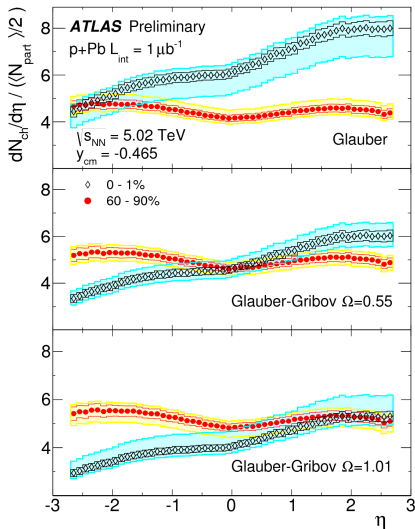 dN_ch/dη / (⟨N_part⟩/2)
8
6
4
ATLAS Preliminary
p+Pb L_int = 1 μb⁻¹
√s_NN = 5.02 TeV
y_cm = -0.465
Glauber
8
6
4
0 - 1%
60 - 90%
Glauber-Gribov Ω=0.55
8
6
4
Glauber-Gribov Ω=1.01
-3 -2 -1 0 1 2 3
η